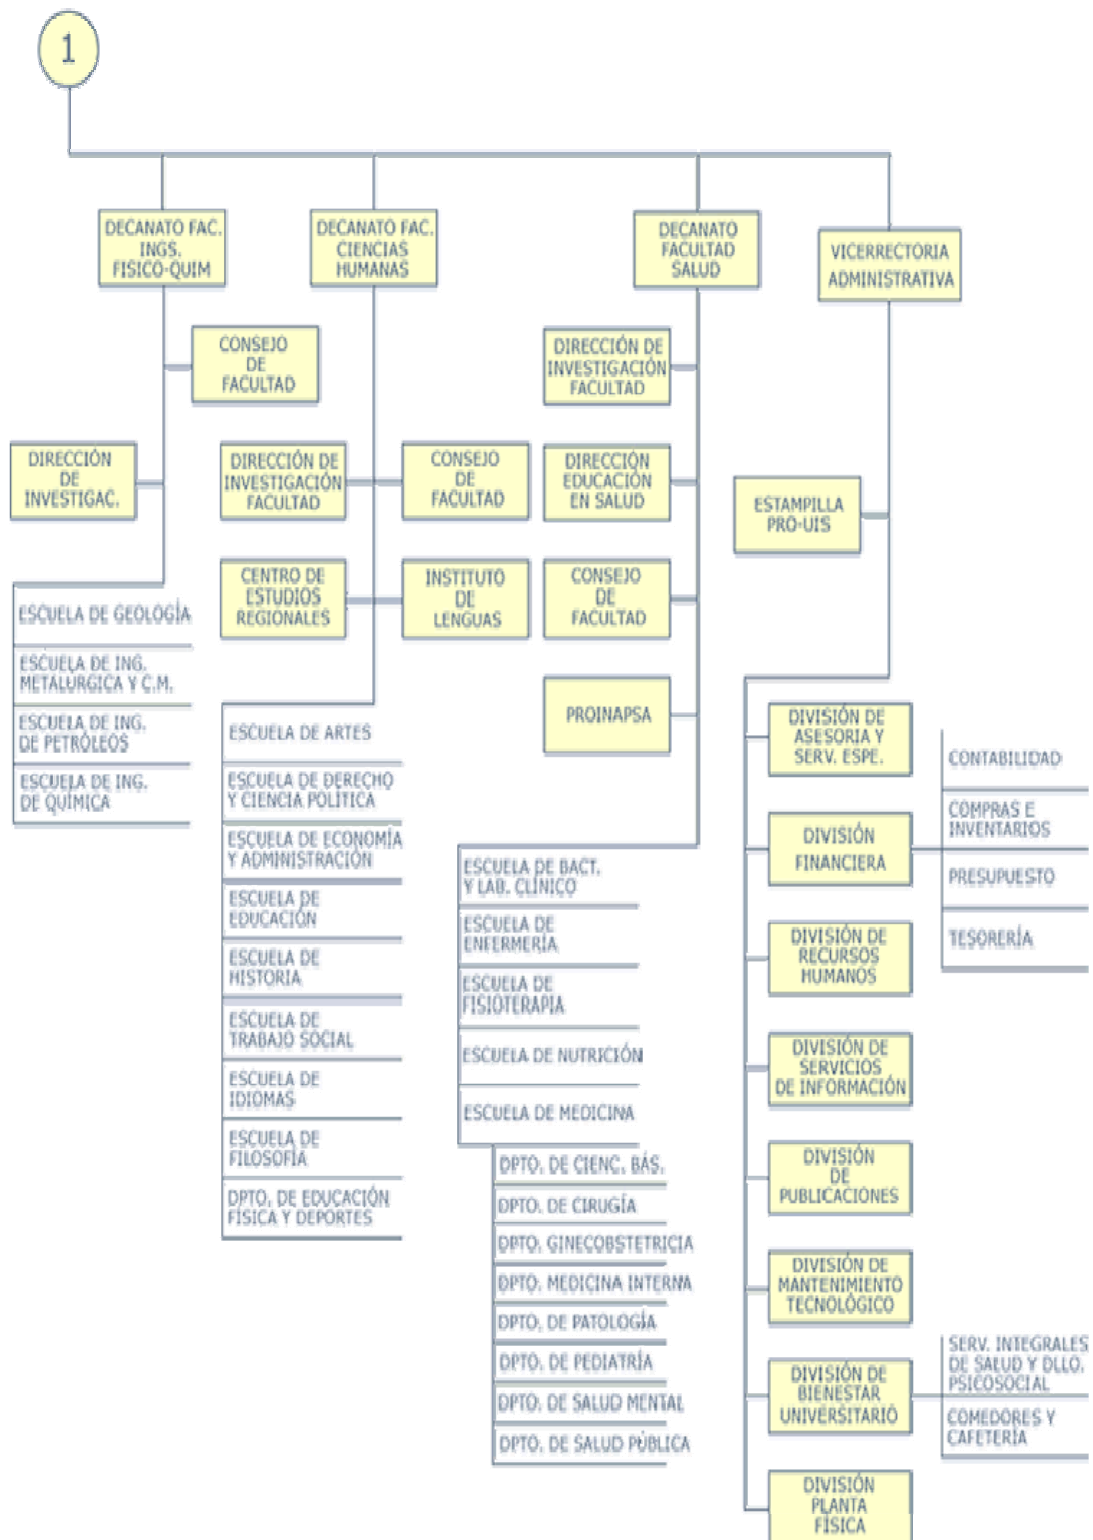 1
DECANATO FAC.
INGS.
FISICO-QUIM
DECANATO FAC.
CIENCIAS
HUMANAS
DECANATO
FACULTAD
SALUD
VICERRECTORIA
ADMINISTRATIVA
CONSEJO
DE
FACULTAD
DIRECCIÓN
DE
INVESTIGAC.
ESCUELA DE GEOLOGÍA
ESCUELA DE ING.
METALÚRGICA Y C.M.
ESCUELA DE ING.
DE PETRÓLEOS
ESCUELA DE ING.
DE QUÍMICA
DIRECCIÓN DE
INVESTIGACIÓN
FACULTAD
CONSEJO
DE
FACULTAD
CENTRO DE
ESTUDIOS
REGIONALES
INSTITUTO
DE
LENGUAS
ESCUELA DE ARTES
ESCUELA DE DERECHO
Y CIENCIA POLÍTICA
ESCUELA DE ECONOMÍA
Y ADMINISTRACIÓN
ESCUELA DE
EDUCACIÓN
ESCUELA DE
HISTORIA
ESCUELA DE
TRABAJO SOCIAL
ESCUELA DE
IDIOMAS
ESCUELA DE
FILOSOFÍA
DPTO. DE EDUCACIÓN
FÍSICA Y DEPORTES
DIRECCIÓN DE
INVESTIGACIÓN
FACULTAD
DIRECCIÓN
EDUCACIÓN
EN SALUD
CONSEJO
DE
FACULTAD
PROINAPSA
ESCUELA DE BACT.
Y LAB. CLÍNICO
ESCUELA DE
ENFERMERÍA
ESCUELA DE
FISIOTERAPIA
ESCUELA DE NUTRICIÓN
ESCUELA DE MEDICINA
DPTO. DE CIENC. BÁS.
DPTO. DE CIRUGÍA
DPTO. GINECOBSTETRICIA
DPTO. MEDICINA INTERNA
DPTO. DE PATOLOGÍA
DPTO. DE PEDIATRÍA
DPTO. DE SALUD MENTAL
DPTO. DE SALUD PÚBLICA
ESTAMPILLA
PRO-UIS
DIVISIÓN DE
ASESORIA Y
SERV. ESPE.
DIVISIÓN
FINANCIERA
CONTABILIDAD
COMPRAS E
INVENTARIOS
PRESUPUESTO
TESORERÍA
DIVISIÓN DE
RECURSOS
HUMANOS
DIVISIÓN DE
SERVICIOS
DE INFORMACIÓN
DIVISIÓN
DE
PUBLICACIONES
DIVISIÓN DE
MANTENIMIENTO
TECNOLÓGICO
DIVISIÓN DE
BIENESTAR
UNIVERSITARIO
SERV. INTEGRALES
DE SALUD Y DLLO.
PSICOSOCIAL
COMEDORES Y
CAFETERÍA
DIVISIÓN
PLANTA
FÍSICA